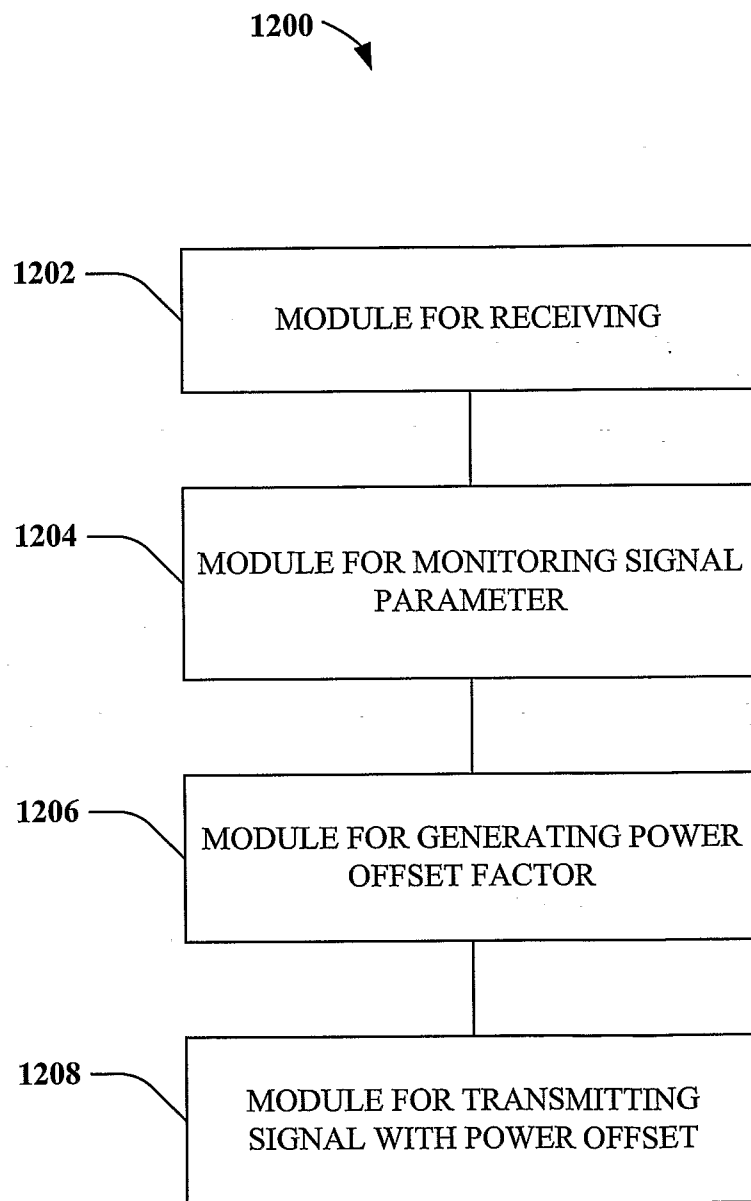 1200
1202
MODULE FOR RECEIVING
1204
MODULE FOR MONITORING SIGNAL
PARAMETER
1206
MODULE FOR GENERATING POWER
OFFSET FACTOR
1208
MODULE FOR TRANSMITTING
SIGNAL WITH POWER OFFSET